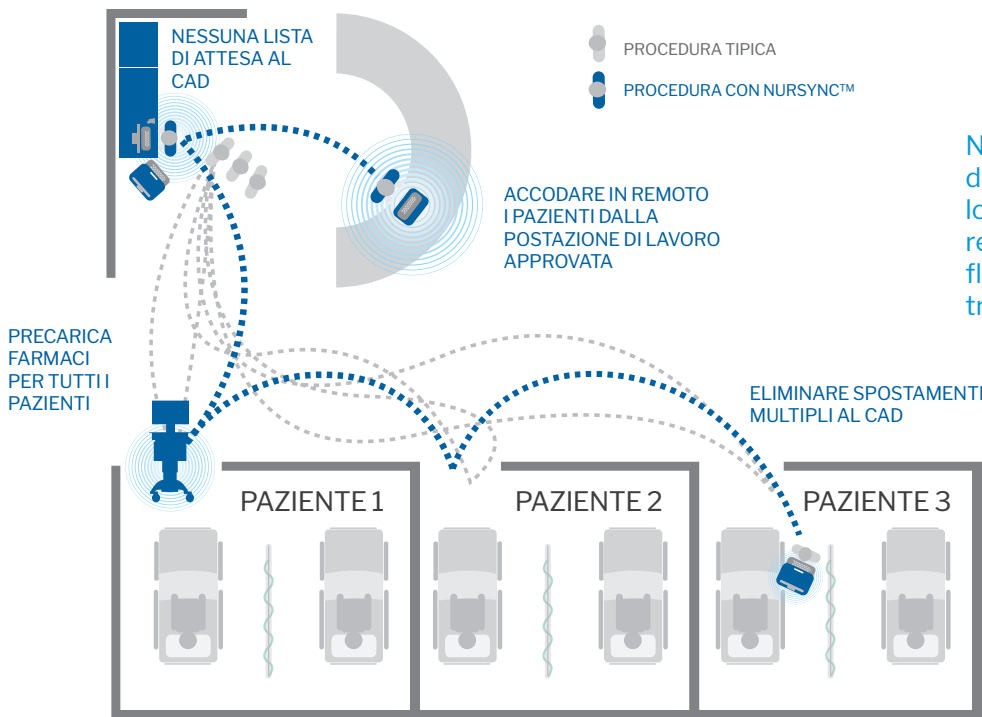 NESSUNA LISTA
DI ATTESA AL
CAD
PROCEDURA TIPICA
PROCEDURA CON NURSYNC™
ACCODARE IN REMOTO
I PAZIENTI DALLA
POSTAZIONE DI LAVORO
APPROVATA
PRECARICA
FARMACI
PER TUTTI I
PAZIENTI
ELIMINARE SPOSTAMENTI
MULTIPLI AL CAD
PAZIENTE 1
PAZIENTE 2
PAZIENTE 3